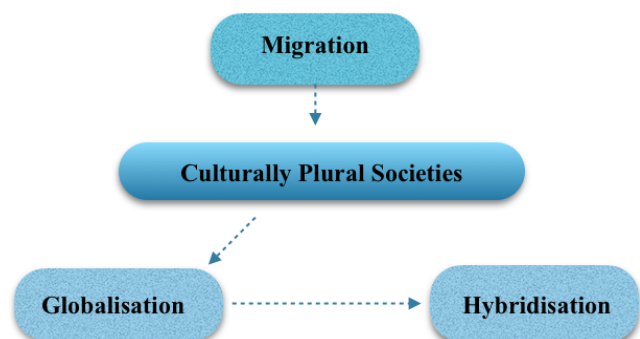 Migration
Culturally Plural Societies
Globalisation
Hybridisation